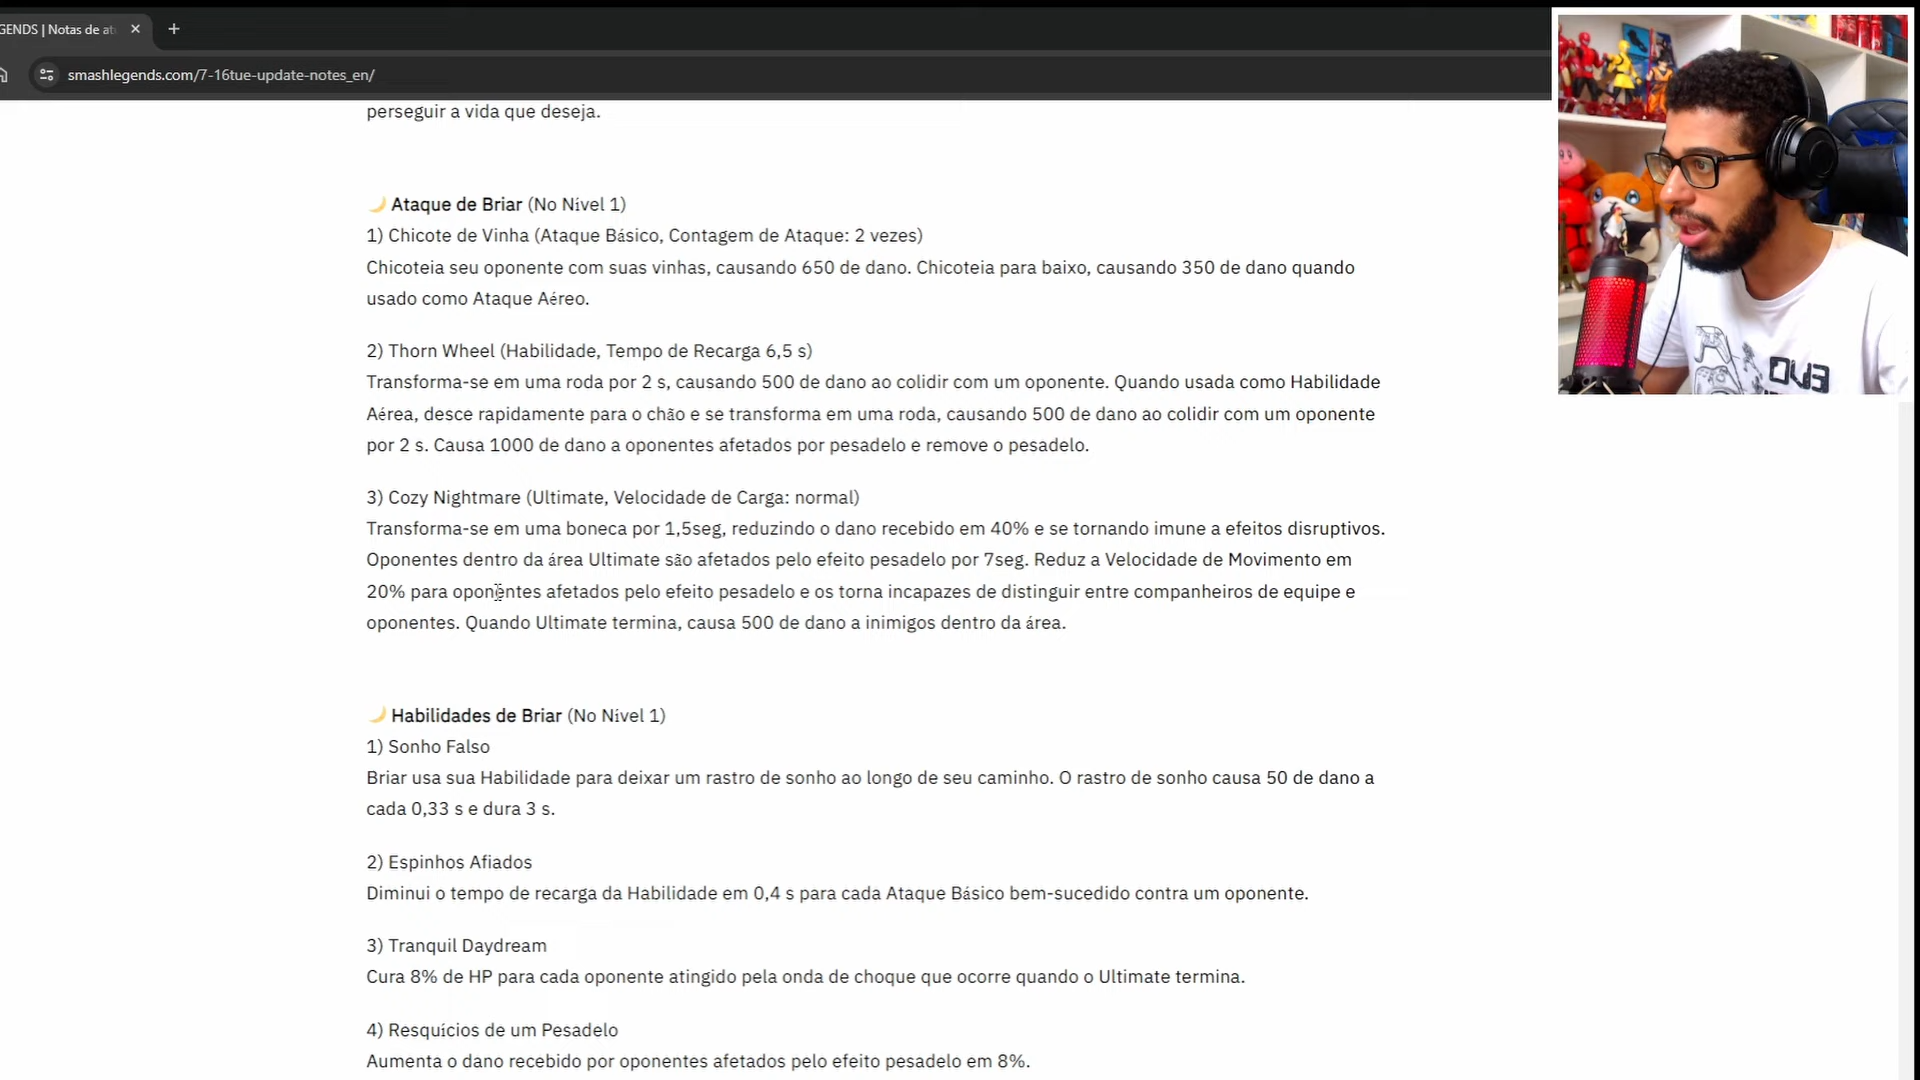 GENDS | Notas de at
smashlegends.com/7-16tue-update-notes_en/
perseguir a vida que deseja.
🌙 Ataque de Briar (No Nível 1)
1) Chicote de Vinha (Ataque Básico, Contagem de Ataque: 2 vezes)
Chicoteia seu oponente com suas vinhas, causando 650 de dano. Chicoteia para baixo, causando 350 de dano quando
usado como Ataque Aéreo.
2) Thorn Wheel (Habilidade, Tempo de Recarga 6,5 s)
Transforma-se em uma roda por 2 s, causando 500 de dano ao colidir com um oponente. Quando usada como Habilidade
Aérea, desce rapidamente para o chão e se transforma em uma roda, causando 500 de dano ao colidir com um oponente
por 2 s. Causa 1000 de dano a oponentes afetados por pesadelo e remove o pesadelo.
3) Cozy Nightmare (Ultimate, Velocidade de Carga: normal)
Transforma-se em uma boneca por 1,5seg, reduzindo o dano recebido em 40% e se tornando imune a efeitos disruptivos.
Oponentes dentro da área Ultimate são afetados pelo efeito pesadelo por 7seg. Reduz a Velocidade de Movimento em
20% para oponentes afetados pelo efeito pesadelo e os torna incapazes de distinguir entre companheiros de equipe e
oponentes. Quando Ultimate termina, causa 500 de dano a inimigos dentro da área.
🌙 Habilidades de Briar (No Nível 1)
1) Sonho Falso
Briar usa sua Habilidade para deixar um rastro de sonho ao longo de seu caminho. O rastro de sonho causa 50 de dano a
cada 0,33 s e dura 3 s.
2) Espinhos Afiados
Diminui o tempo de recarga da Habilidade em 0,4 s para cada Ataque Básico bem-sucedido contra um oponente.
3) Tranquil Daydream
Cura 8% de HP para cada oponente atingido pela onda de choque que ocorre quando o Ultimate termina.
4) Resquícios de um Pesadelo
Aumenta o dano recebido por oponentes afetados pelo efeito pesadelo em 8%.